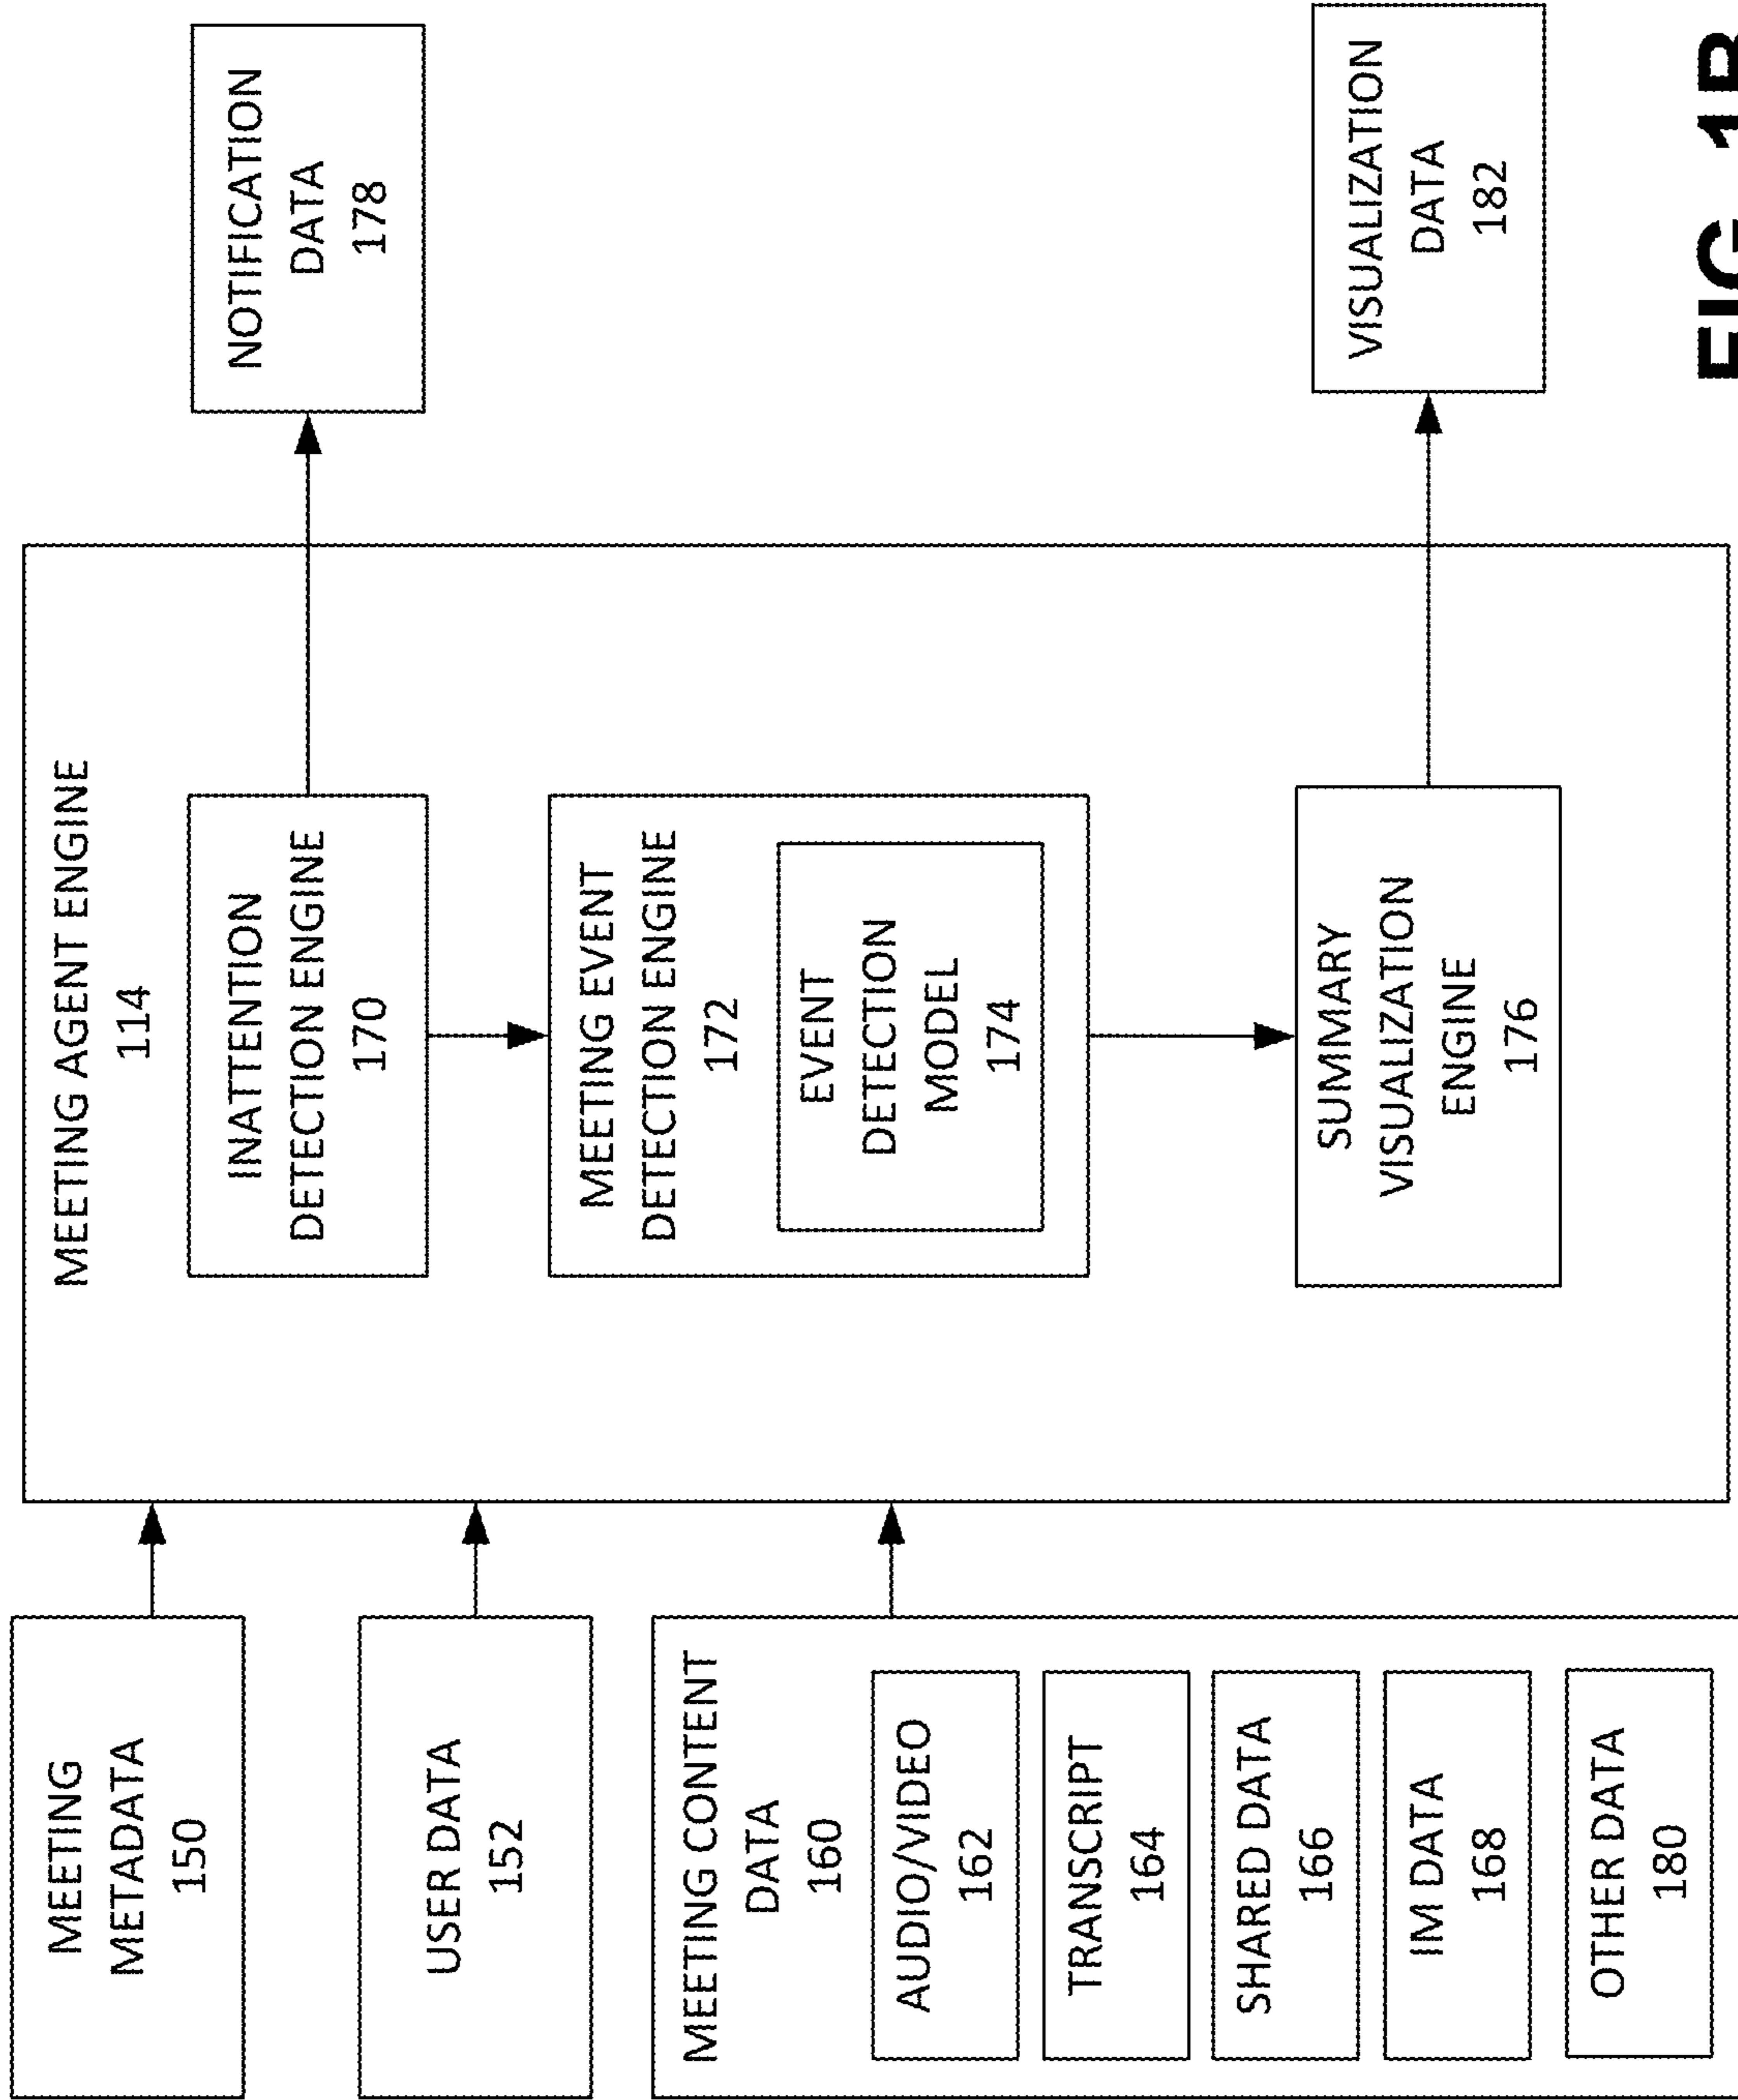 MEETING
METADATA
150
USER DATA
152
MEETING CONTENT
DATA
160
AUDIO/VIDEO
162
TRANSCRIPT
164
SHARED DATA
166
IM DATA
168
OTHER DATA
180
MEETING AGENT ENGINE
114
INATTENTION
DETECTION ENGINE
170
MEETING EVENT
DETECTION ENGINE
172
EVENT
DETECTION
MODEL
174
SUMMARY
VISUALIZATION
ENGINE
176
NOTIFICATION
DATA
178
VISUALIZATION
DATA
182
FIG. 1B